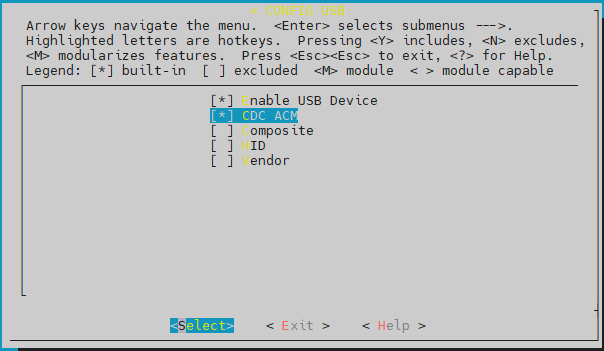 < CONFIG USB
Arrow keys navigate the menu.  <Enter> selects submenus --->.
Highlighted letters are hotkeys.  Pressing <Y> includes, <N> excludes,
<M> modularizes features.  Press <Esc><Esc> to exit, <?> for Help.
Legend: [*] built-in  [ ] excluded  <M> module  < > module capable
[*] Enable USB Device
[*] CDC ACM
[ ] Composite
[ ] HID
[ ] Vendor
<Select>    < Exit >    < Help >